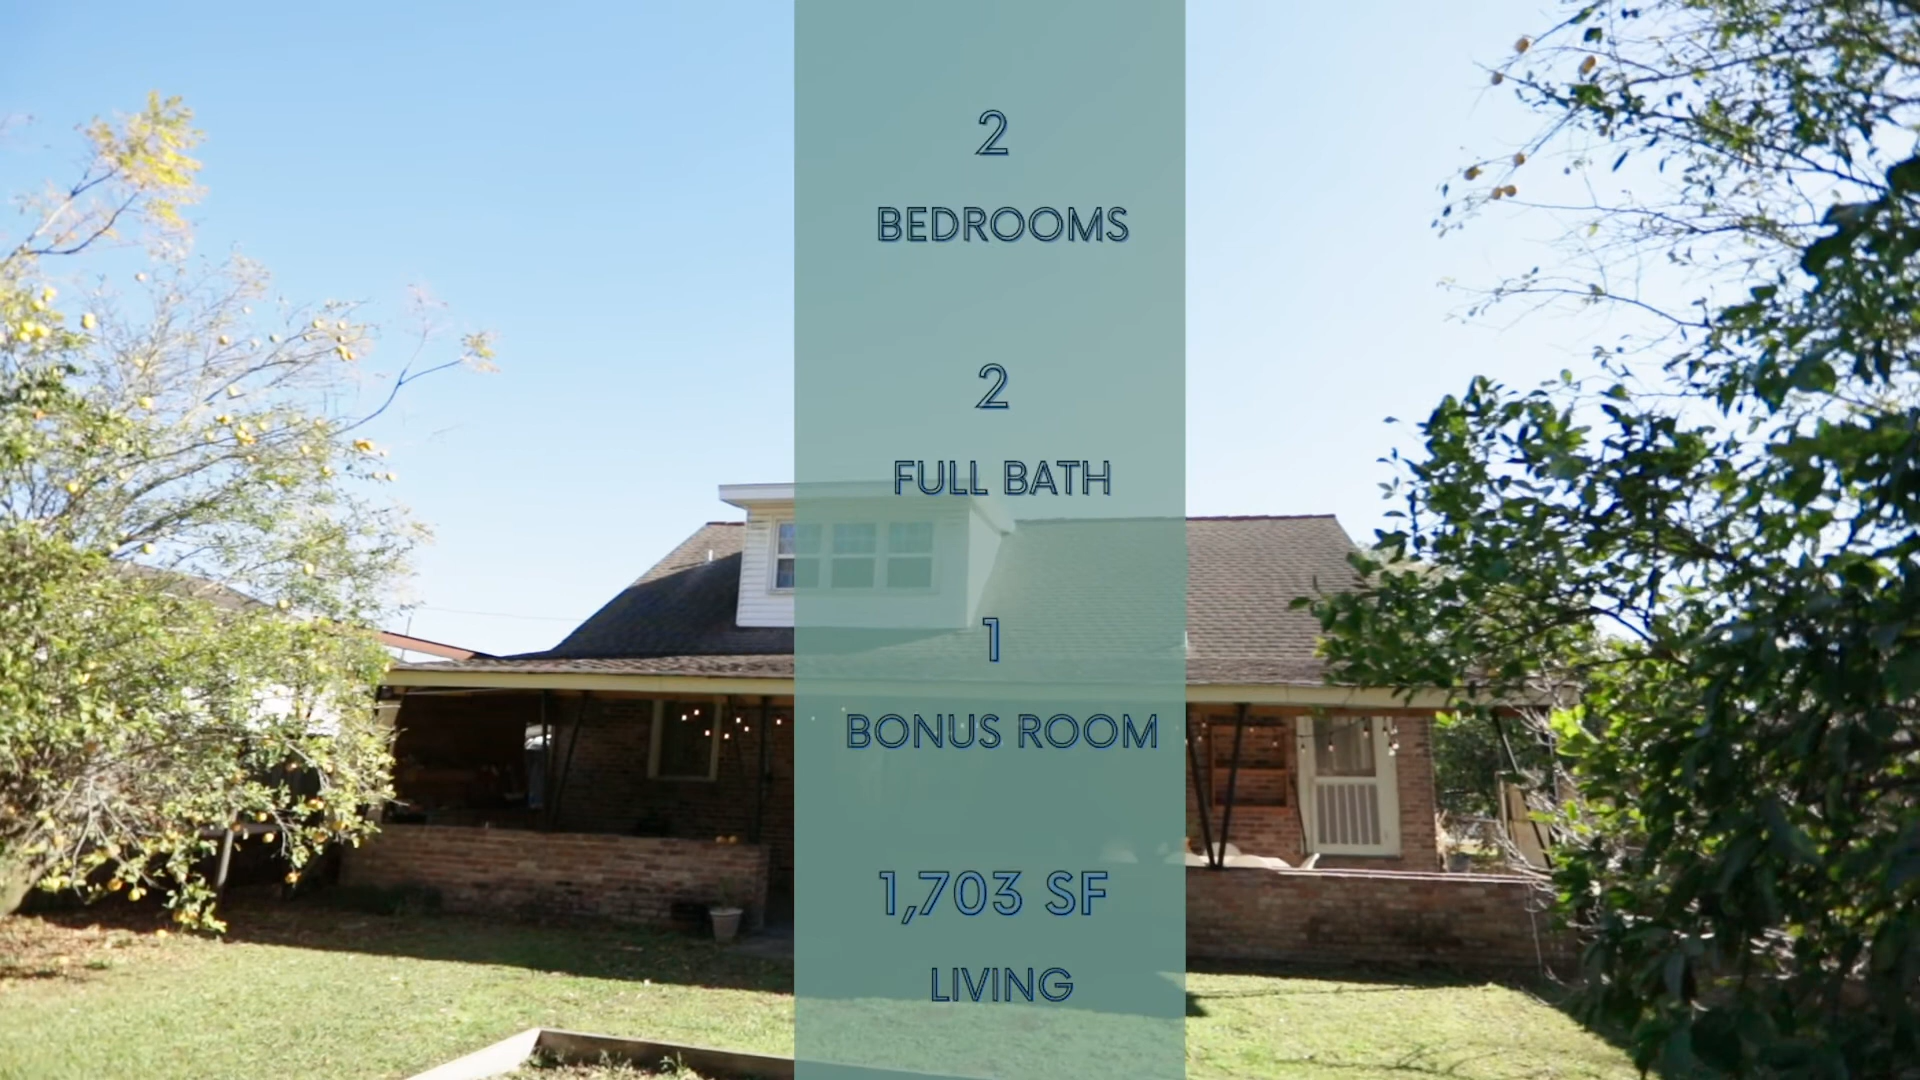 2
BEDROOMS
2
FULL BATH
1
BONUS ROOM
1,703 SF
LIVING